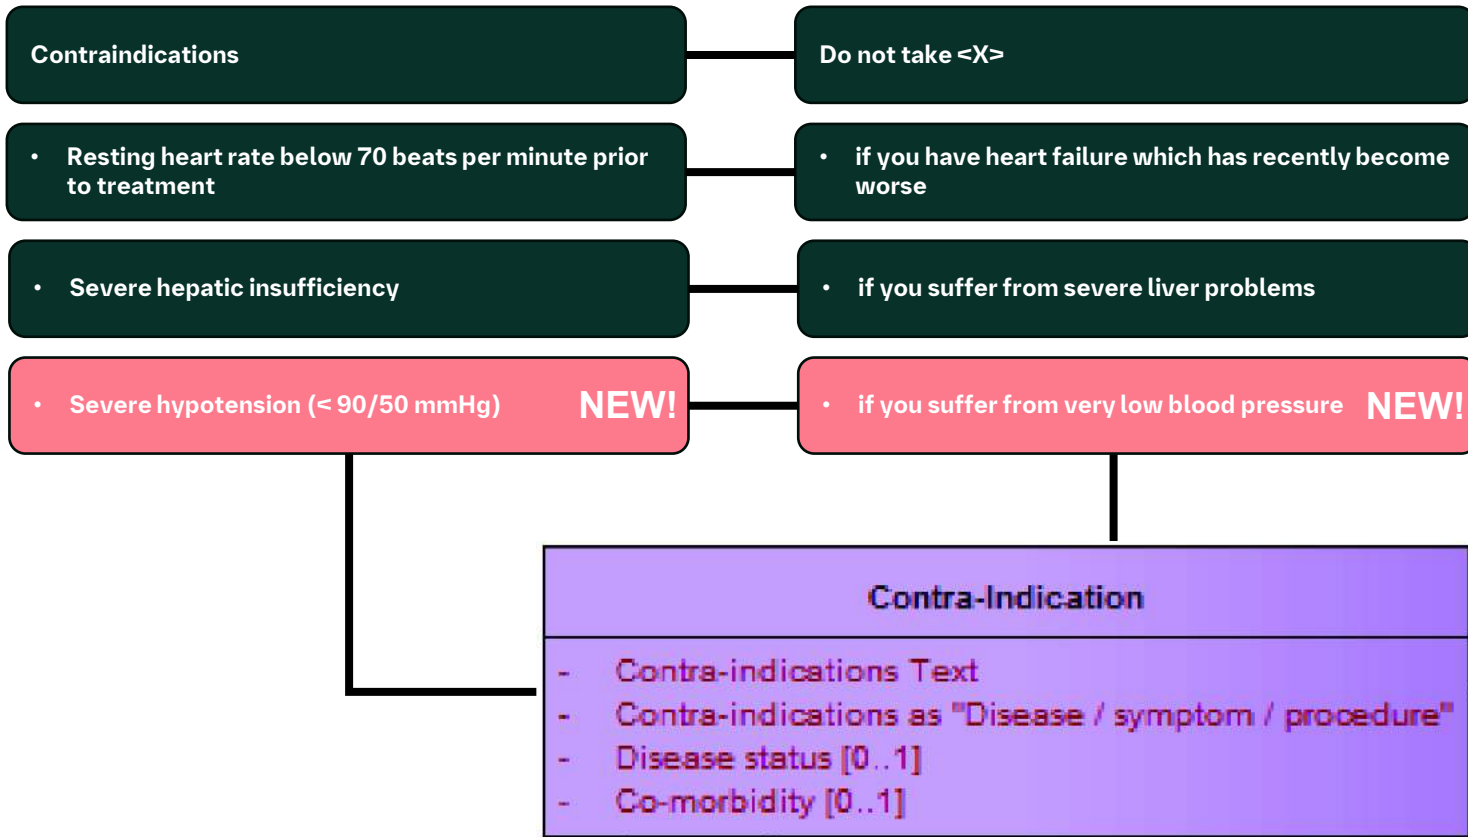 Contraindications
Do not take <X>
• Resting heart rate below 70 beats per minute prior
to treatment
• if you have heart failure which has recently become
worse
• Severe hepatic insufficiency
• if you suffer from severe liver problems
• Severe hypotension (< 90/50 mmHg) NEW!
• if you suffer from very low blood pressure NEW!
Contra-Indication
- Contra-indications Text
- Contra-indications as "Disease / symptom / procedure"
- Disease status [0..1]
- Co-morbidity [0..1]